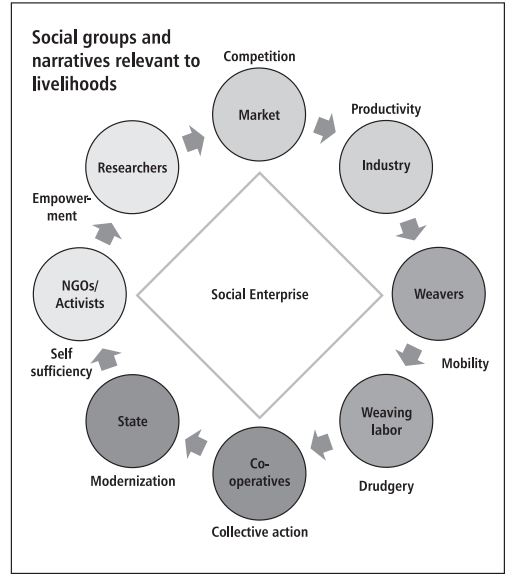 Social groups and
narratives relevant to
livelihoods
Competition
Market
Productivity
Industry
Weavers
Mobility
Weaving
labor
Drudgery
Co-
operatives
Collective action
State
Modernization
NGOs/
Activists
Self
sufficiency
Researchers
Empower-
ment
Social Enterprise